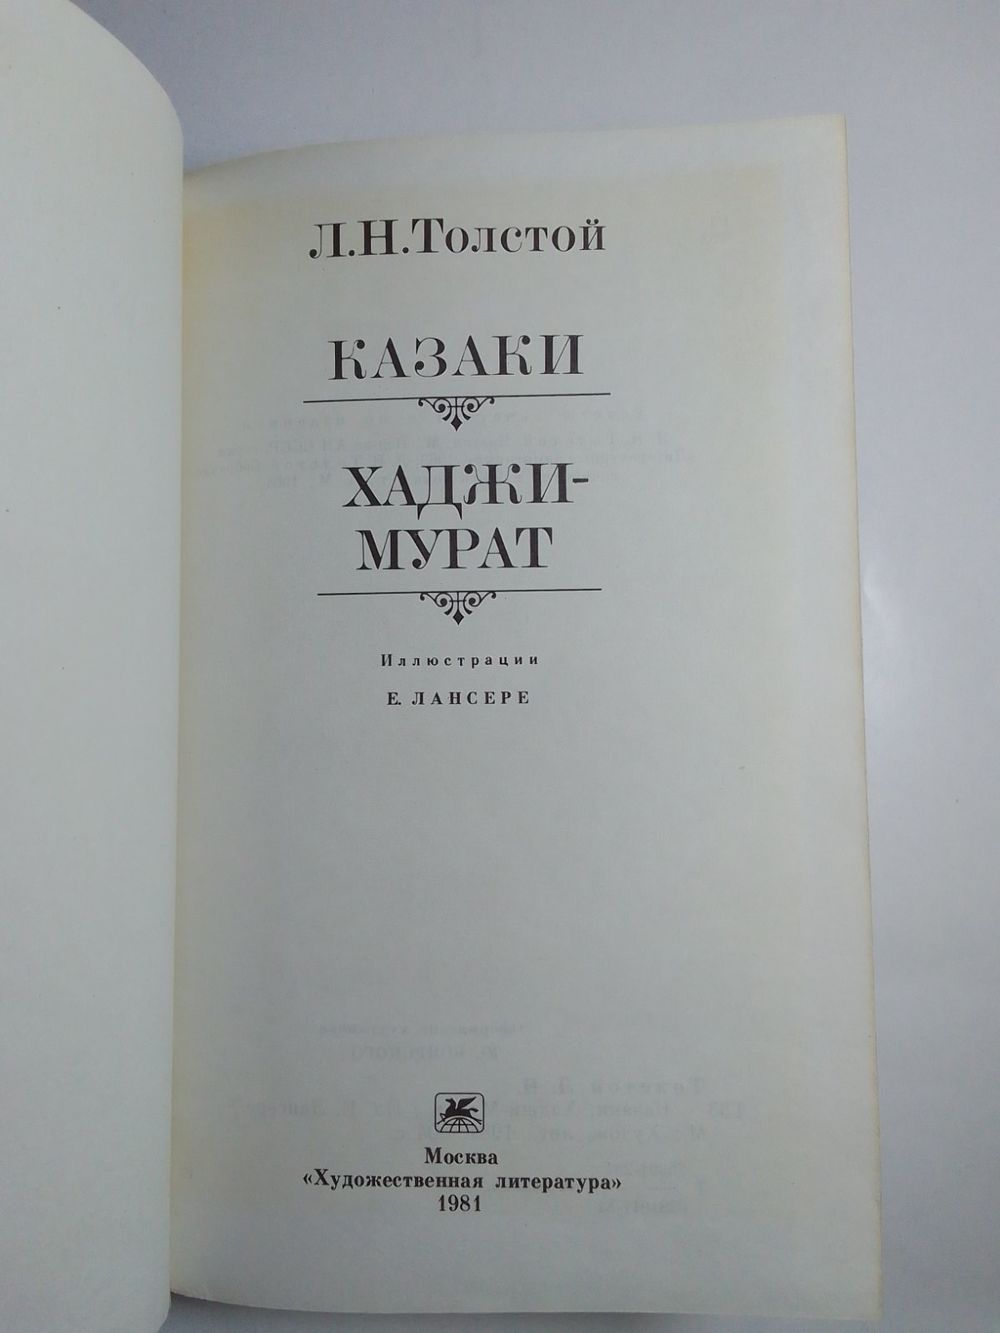 Л.Н.Толстой
КАЗАКИ
ХАДЖИ-
МУРАТ
Иллюстрации
Е. ЛАНСЕРЕ
Москва
«Художественная литература»
1981